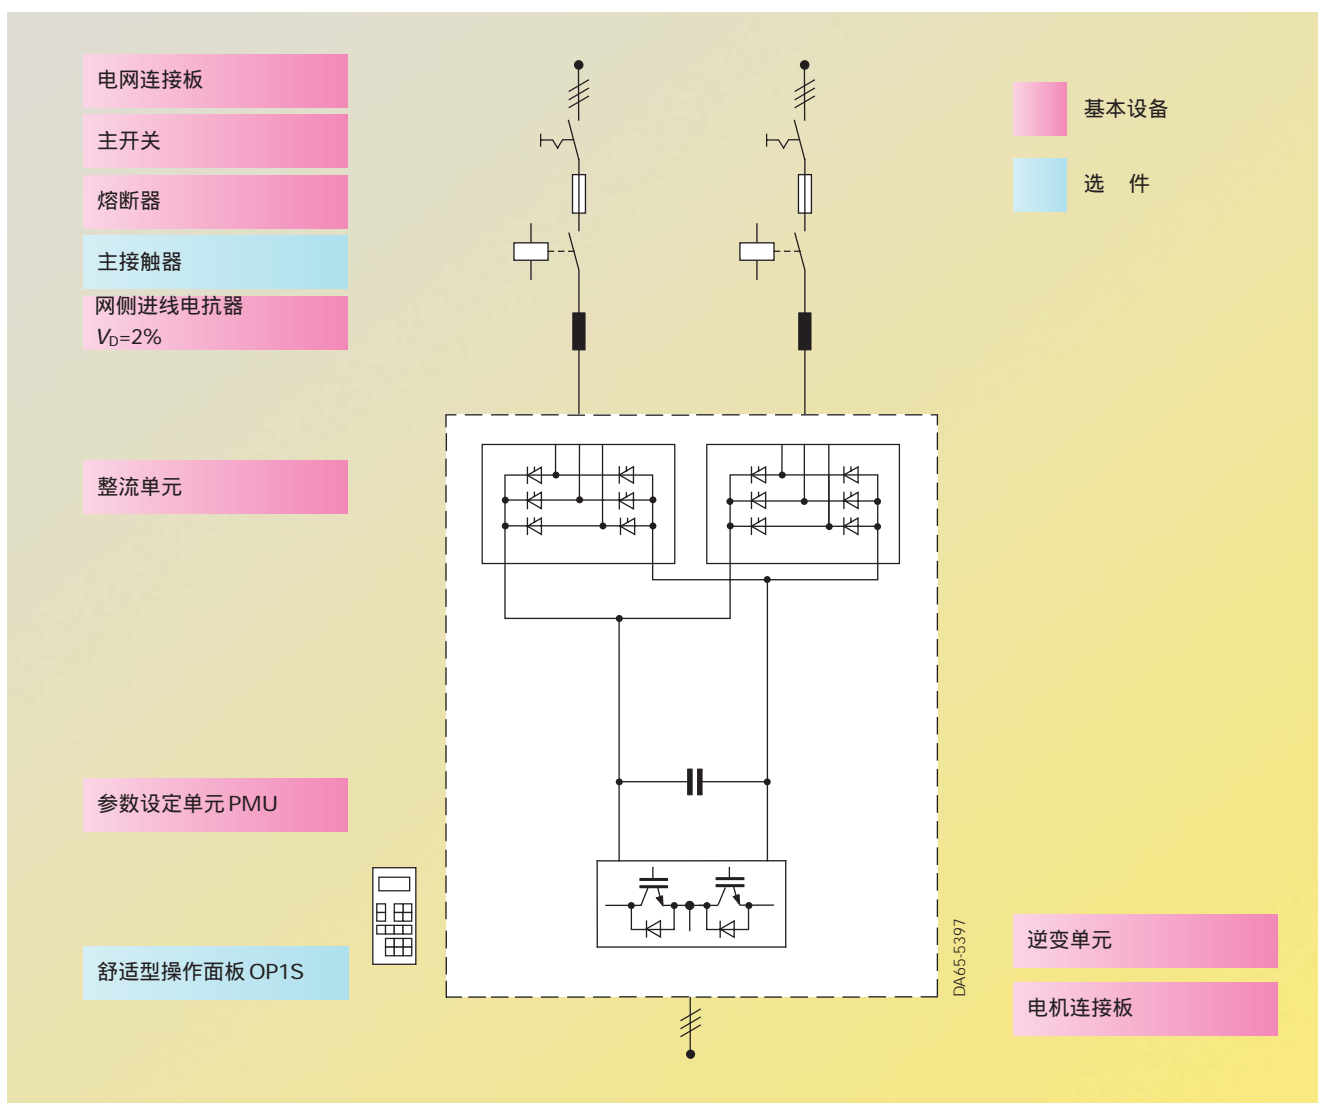 电网连接板
主开关
熔断器
主接触器
网侧进线电抗器
VD=2%
整流单元
参数设定单元 PMU
舒适型操作面板 OP1S
基本设备
选 件
DA65-5397
逆变单元
电机连接板